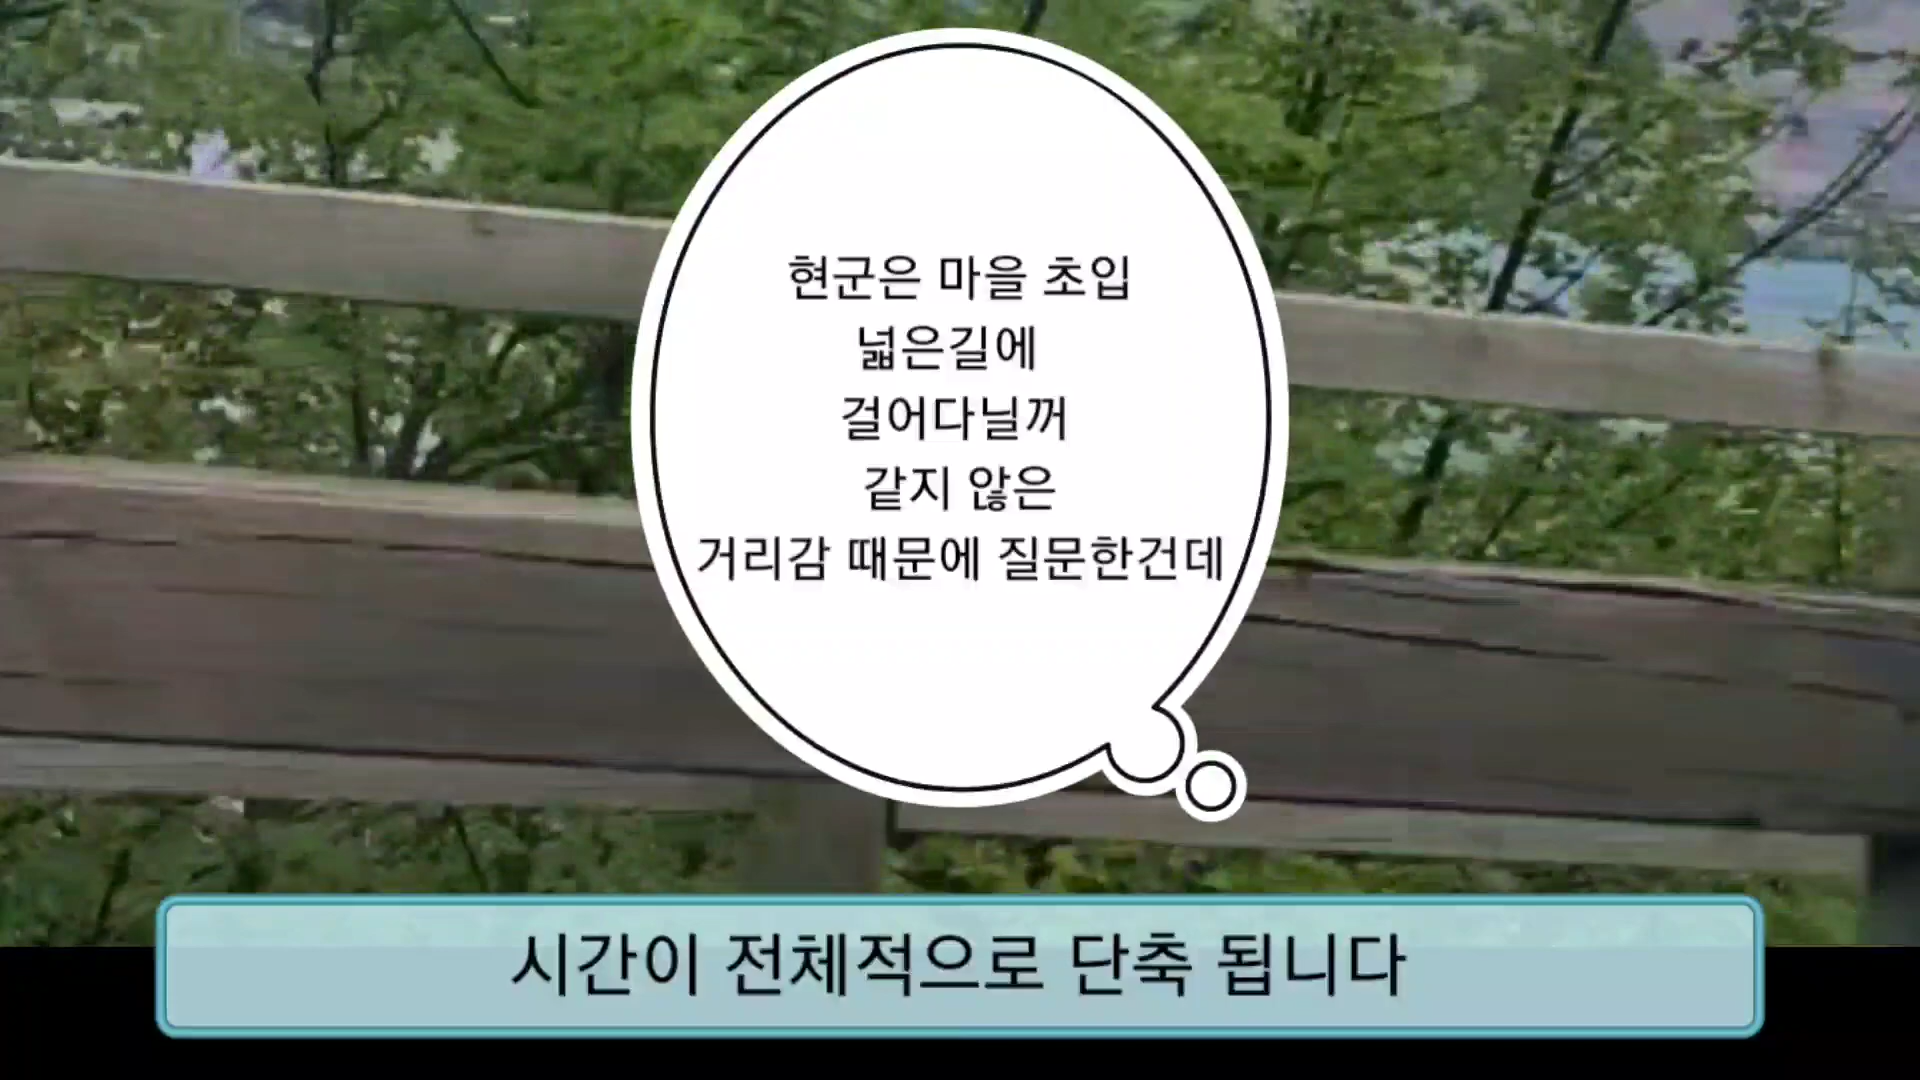 현군은 마을 초입
넓은길에
걸어다닐꺼
같지 않은
거리감 때문에 질문한건데
시간이 전체적으로 단축 됩니다